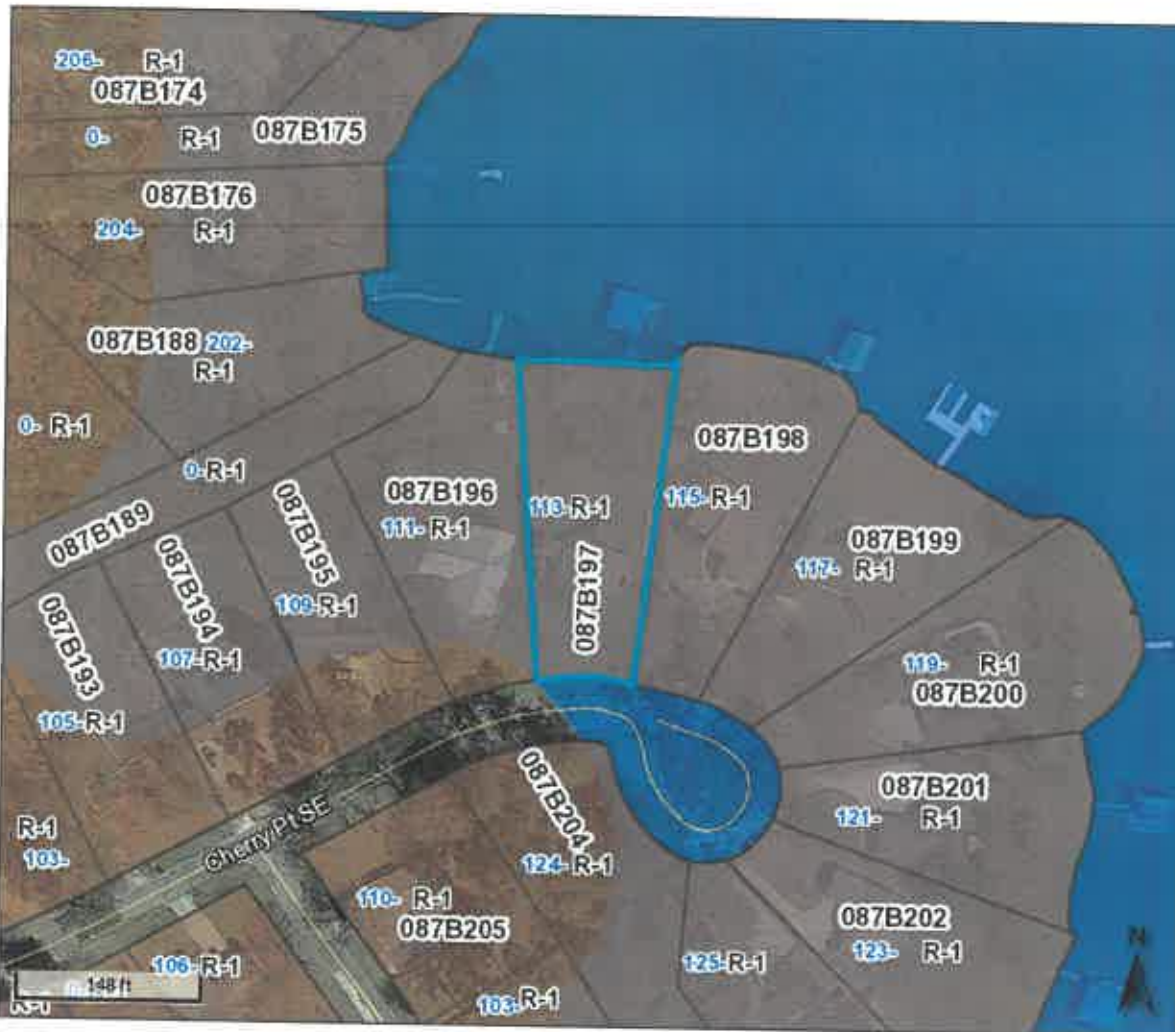 206- R-1
087B174
0- R-1
087B175
087B176
204- R-1
087B188 202-
R-1
0- R-1
0-R-1
087B189
087B198
087B196
111- R-1
113-R-1
115-R-1
087B197
087B195
109-R-1
087B194
107-R-1
087B193
105-R-1
087B199
117- R-1
119- R-1
087B200
087B201
121- R-1
R-1
103-
Cherry Pt SE
087B204
124-R-1
110- R-1
087B205
087B202
123- R-1
106-R-1
125-R-1
103-R-1
148 ft
R-1
N